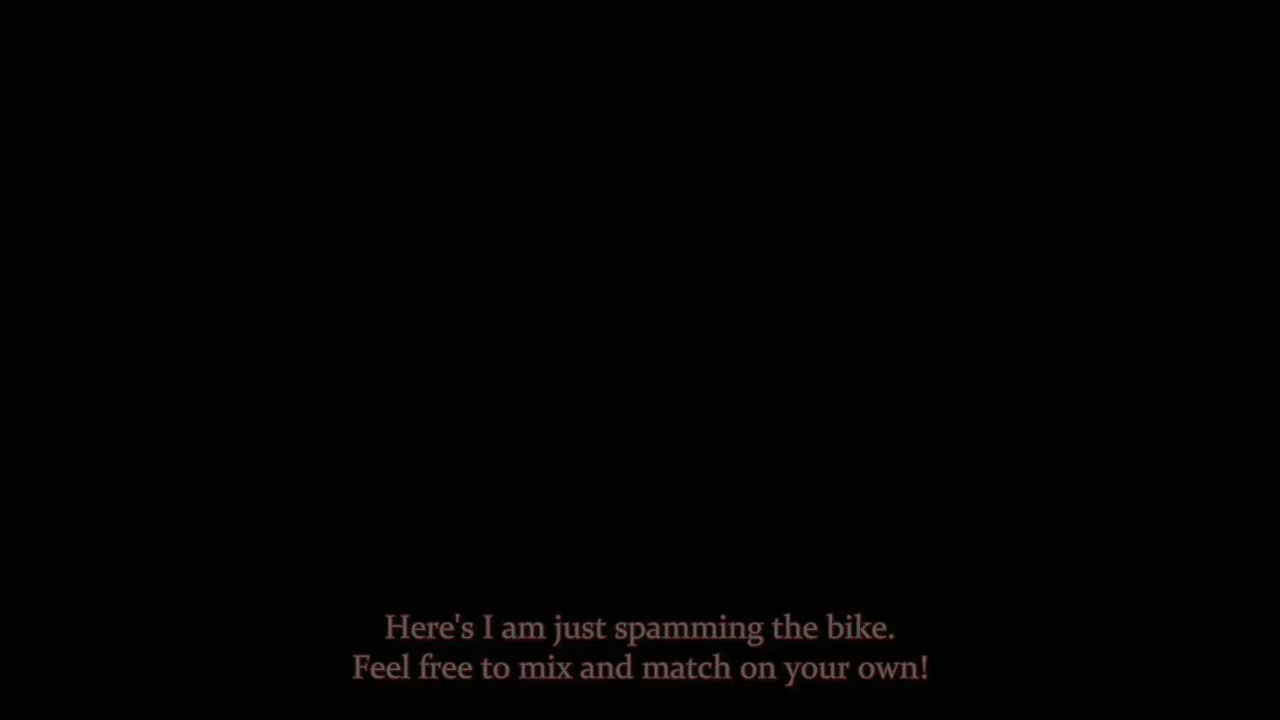 Here's I am just spamming the bike.
Feel free to mix and match on your own!